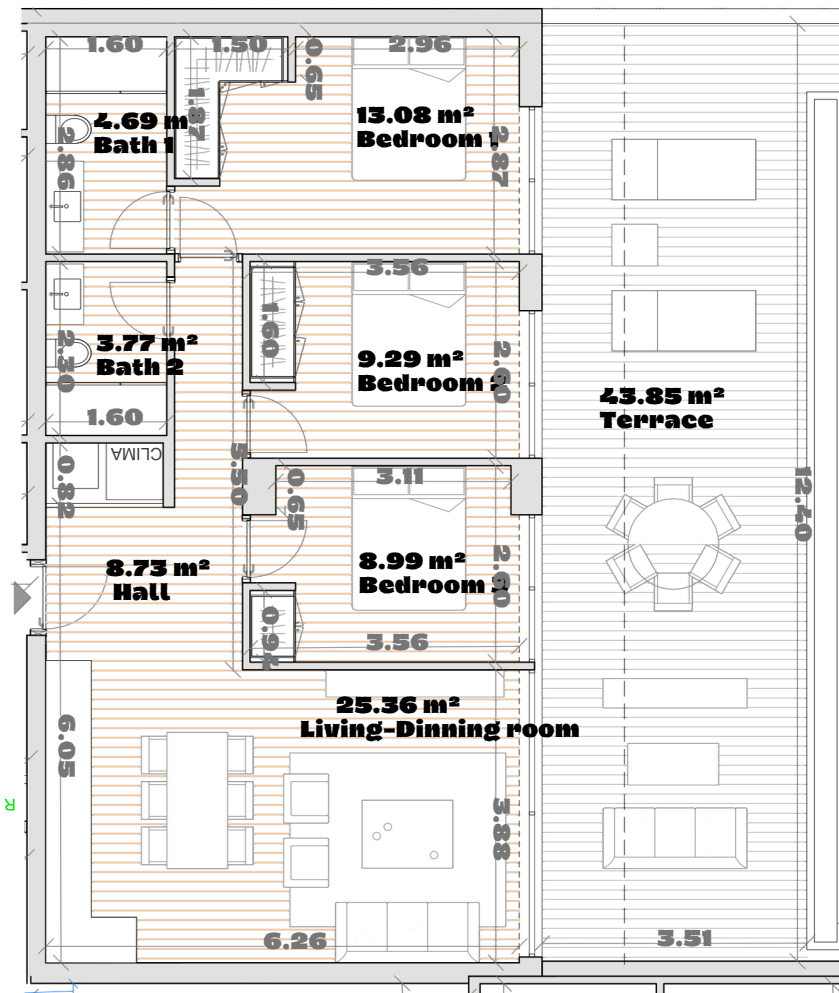 1.60
1.50
0.65
2.96
4.69 m
Bath 1
1.87
13.08 m²
Bedroom 1
2.86
2.87
3.56
1.60
3.77 m²
Bath 2
2.30
9.29 m²
Bedroom 2
2.60
43.85 m²
Terrace
1.60
CLIMA
0.82
5.50
0.65
3.11
12.40
8.73 m²
Hall
8.99 m²
Bedroom
2.60
0.94
3.56
25.36 m²
Living-Dinning room
6.05
3.88
6.26
3.51